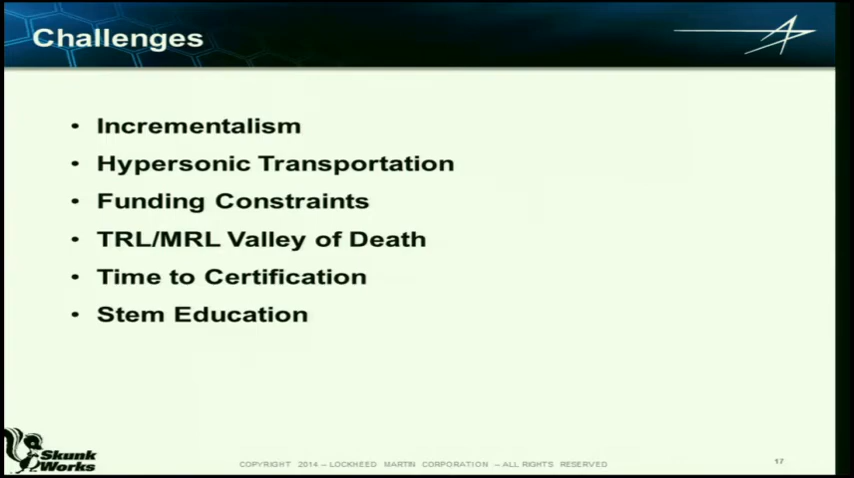 Challenges
• Incrementalism
• Hypersonic Transportation
• Funding Constraints
• TRL/MRL Valley of Death
• Time to Certification
• Stem Education
Skunk
Works
COPYRIGHT 2014 – LOCKHEED MARTIN CORPORATION – ALL RIGHTS RESERVED
17